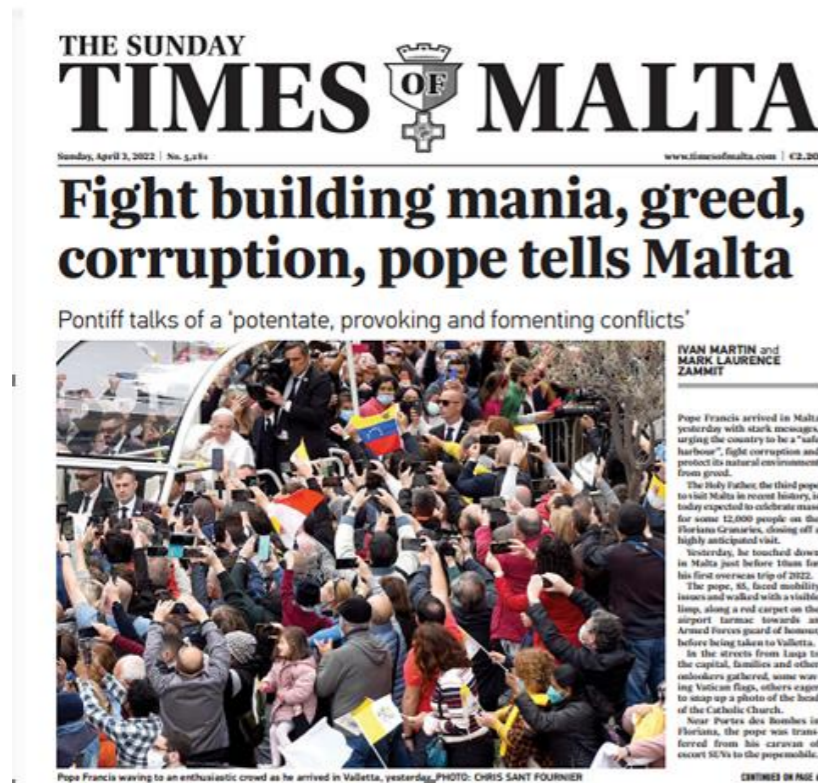 THE SUNDAY
TIMES OF MALTA
Sunday, April 3, 2022 | No. 5,181
www.timesofmalta.com | €2.20
Fight building mania, greed,
corruption, pope tells Malta
Pontiff talks of a ‘potentate, provoking and fomenting conflicts’
IVAN MARTIN and
MARK LAURENCE
ZAMMIT
Pope Francis arrived in Malta
yesterday with stark messages,
urging the country to be a “safe
harbour”, fight corruption and
protect its natural environment
from greed.
The Holy Father, the third pope
to visit Malta in recent history, is
today expected to celebrate mass
for some 12,000 people on the
Floriana Granaries, closing off a
highly anticipated visit.
Yesterday, he touched down
in Malta just before 10am for
his first overseas trip of 2022.
The pope, 85, faced mobility
issues and walked with a visible
limp, along a red carpet on the
airport tarmac towards an
Armed Forces guard of honour,
before being taken to Valletta.
In the streets from Luqa to
the capital, families and other
onlookers gathered, some wav-
ing Vatican flags, others eager
to snap up a photo of the head
of the Catholic Church.
Near Portes des Bombes in
Floriana, the pope was trans-
ferred from his caravan of
escort SUVs to the popemobile.
CONTINUED ON PAGE
Pope Francis waving to an enthusiastic crowd as he arrived in Valletta, yesterday. PHOTO: CHRIS SANT FOURNIER